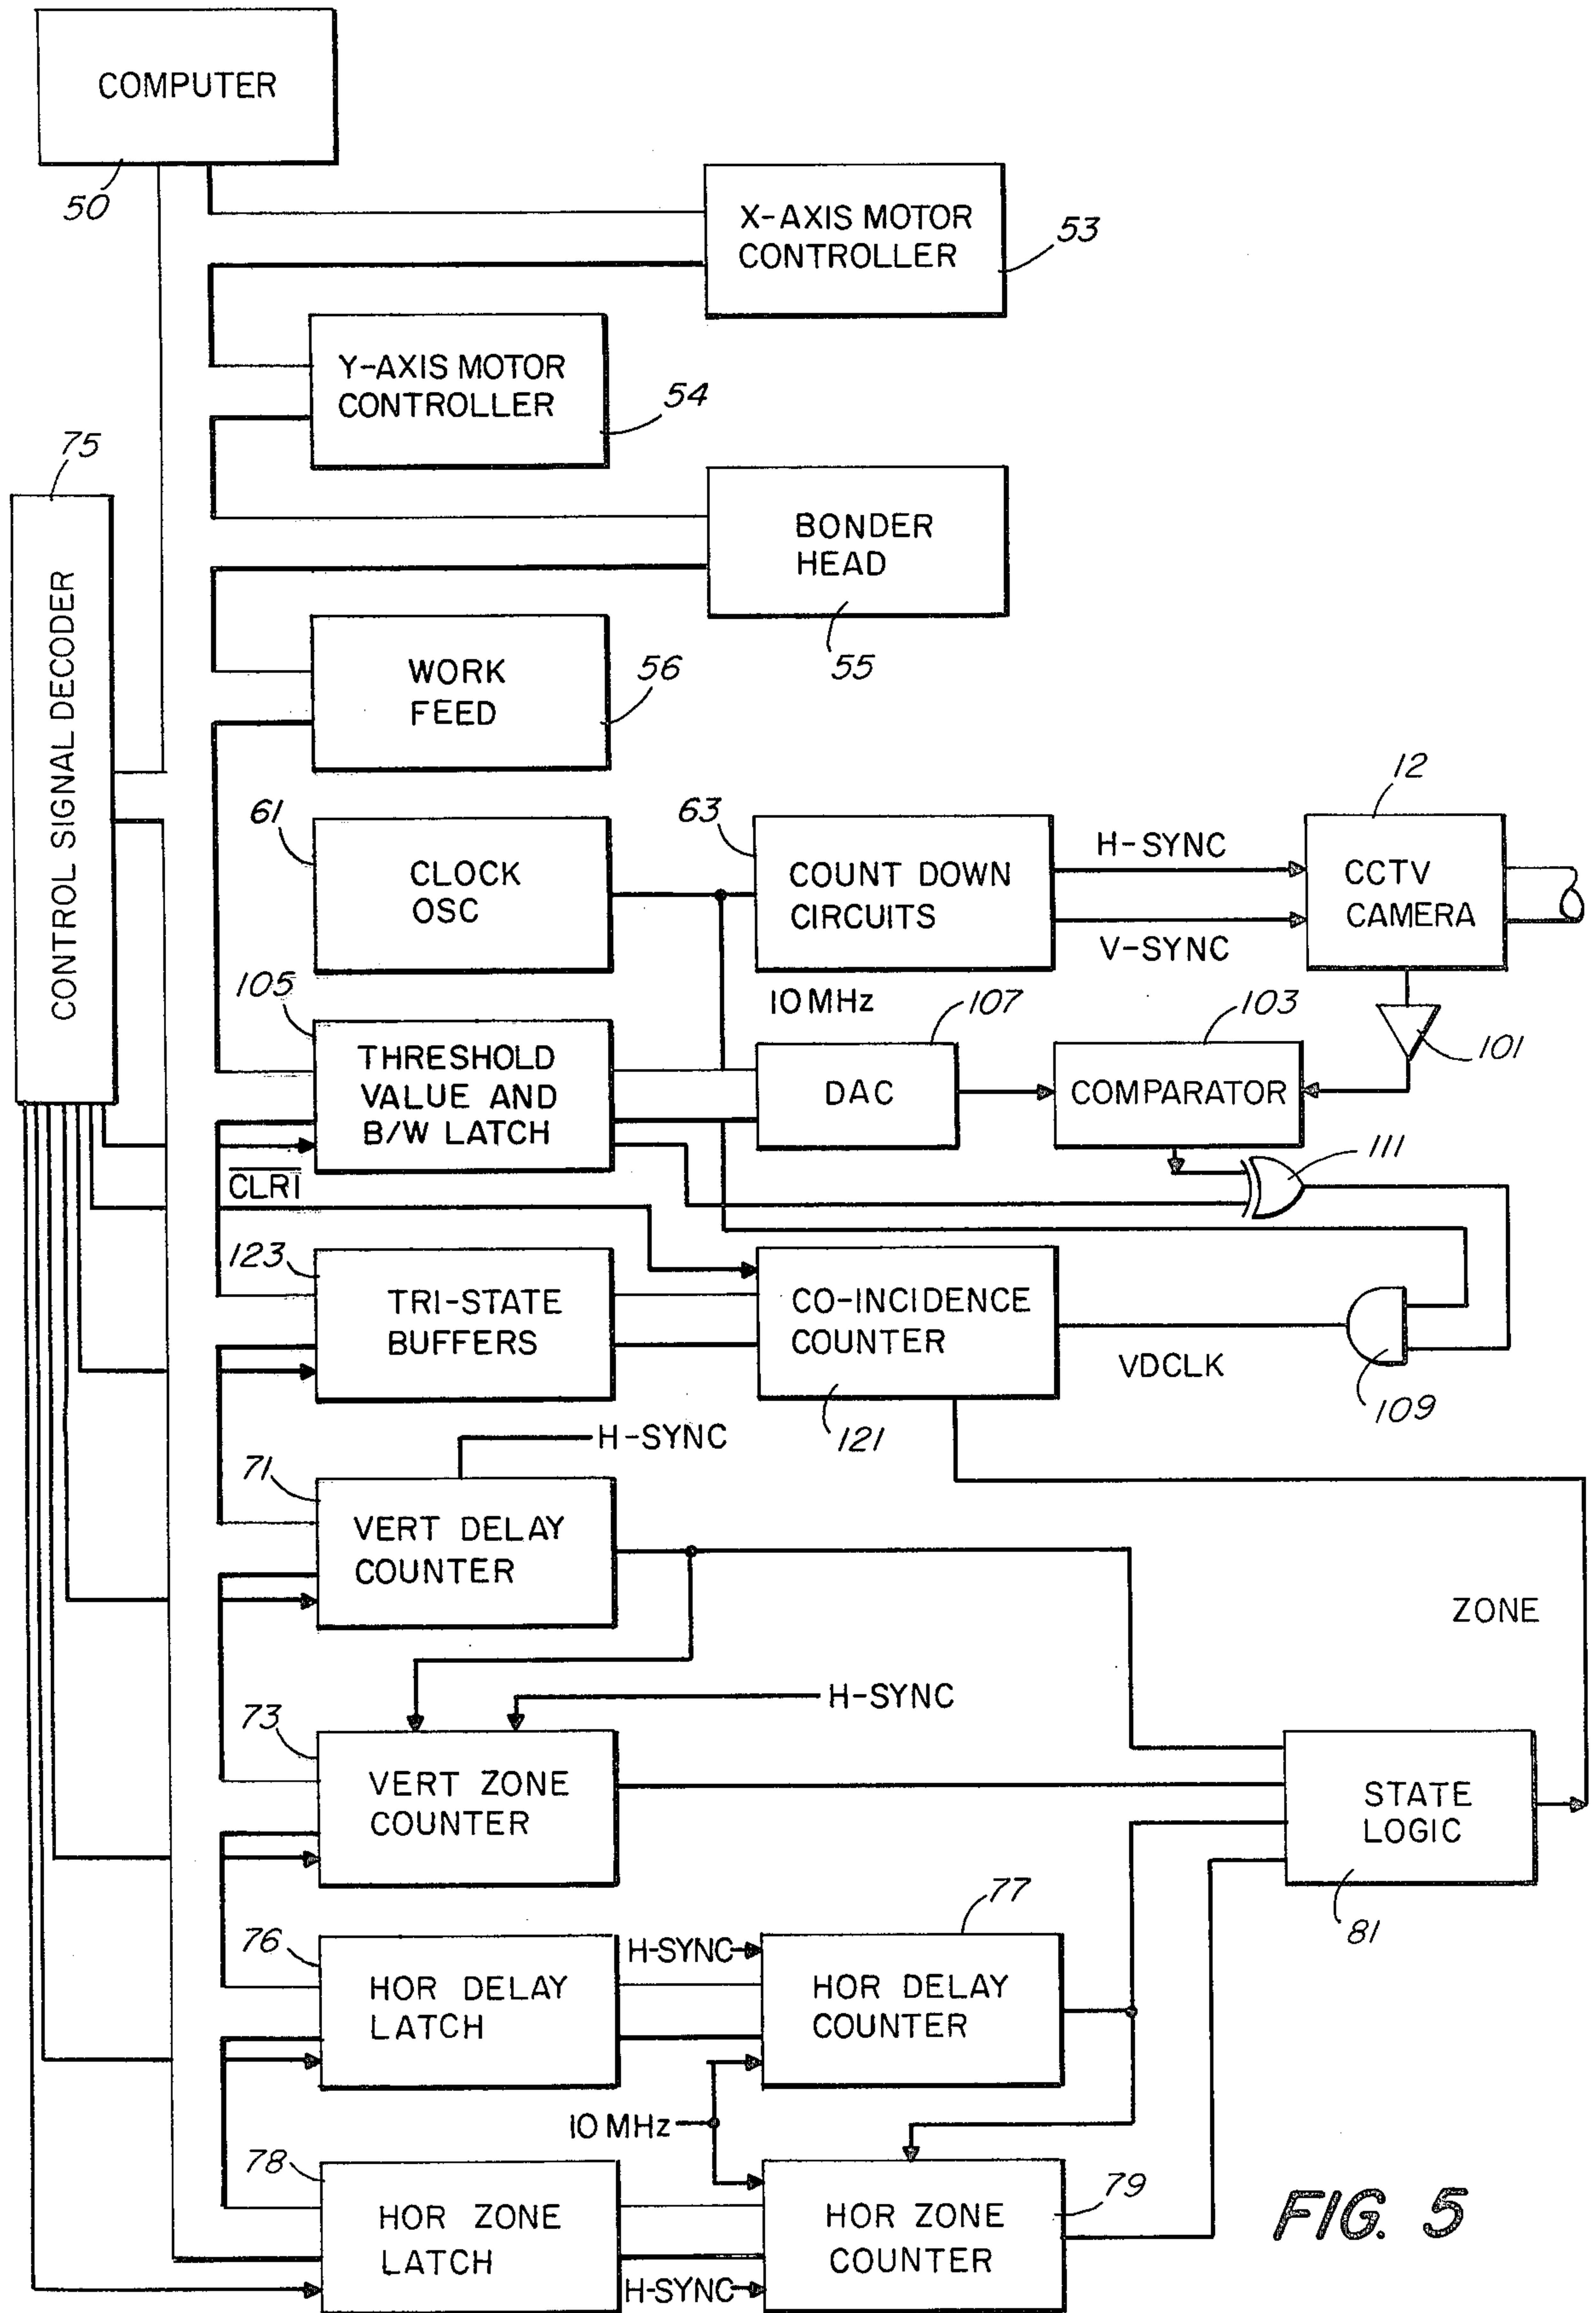 COMPUTER
50
X-AXIS MOTOR
CONTROLLER
53
Y-AXIS MOTOR
CONTROLLER
54
75
CONTROL SIGNAL DECODER
BONDER
HEAD
55
WORK
FEED
56
61
CLOCK
OSC
63
COUNT DOWN
CIRCUITS
H-SYNC
V-SYNC
12
CCTV
CAMERA
10 MHz
101
105
THRESHOLD
VALUE AND
B/W LATCH
107
DAC
103
COMPARATOR
111
CLR1
123
TRI-STATE
BUFFERS
CO-INCIDENCE
COUNTER
121
VDCLK
109
H-SYNC
71
VERT DELAY
COUNTER
ZONE
H-SYNC
73
VERT ZONE
COUNTER
STATE
LOGIC
81
76
HOR DELAY
LATCH
H-SYNC
77
HOR DELAY
COUNTER
10 MHz
78
HOR ZONE
LATCH
H-SYNC
HOR ZONE
COUNTER
79
FIG. 5